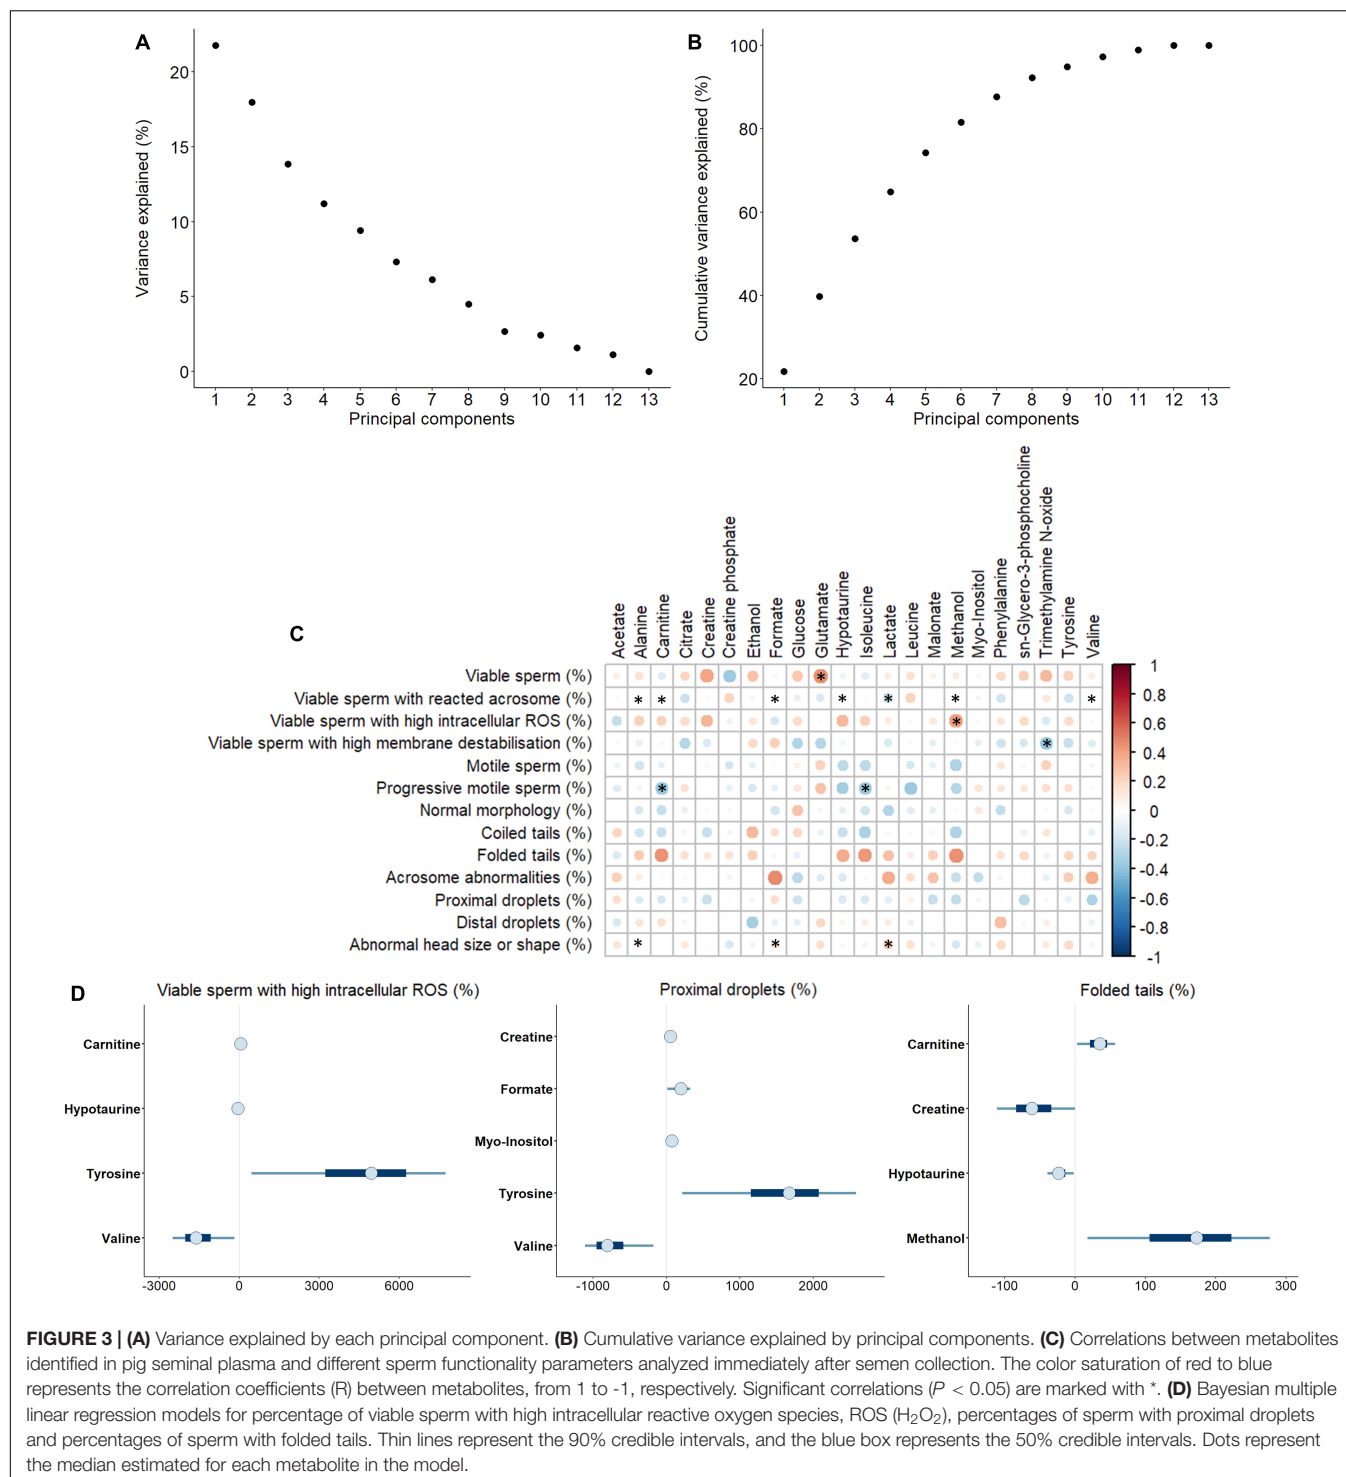 A
Variance explained (%)
20
15
10
5
0
1 2 3 4 5 6 7 8 9 10 11 12 13
Principal components
B
Cumulative variance explained (%)
100
80
60
40
20
1 2 3 4 5 6 7 8 9 10 11 12 13
Principal components
C
Acetate
Alanine
Carnitine
Citrate
Creatine
Creatine phosphate
Ethanol
Formate
Glucose
Glutamate
Hypotaurine
Isoleucine
Lactate
Leucine
Malonate
Methanol
Myo-Inositol
Phenylalanine
sn-Glycero-3-phosphocholine
Trimethylamine N-oxide
Tyrosine
Valine
Viable sperm (%) *
Viable sperm with reacted acrosome (%) * * * * * * *
Viable sperm with high intracellular ROS (%) *
Viable sperm with high membrane destabilisation (%) *
Motile sperm (%)
Progressive motile sperm (%) * *
Normal morphology (%)
Coiled tails (%)
Folded tails (%)
Acrosome abnormalities (%)
Proximal droplets (%)
Distal droplets (%)
Abnormal head size or shape (%) * * *
1
0.8
0.6
0.4
0.2
0
-0.2
-0.4
-0.6
-0.8
-1
D
Viable sperm with high intracellular ROS (%)
Carnitine
Hypotaurine
Tyrosine
Valine
-3000 0 3000 6000
Proximal droplets (%)
Creatine
Formate
Myo-Inositol
Tyrosine
Valine
-1000 0 1000 2000
Folded tails (%)
Carnitine
Creatine
Hypotaurine
Methanol
-100 0 100 200 300
FIGURE 3 | (A) Variance explained by each principal component. (B) Cumulative variance explained by principal components. (C) Correlations between metabolites
identified in pig seminal plasma and different sperm functionality parameters analyzed immediately after semen collection. The color saturation of red to blue
represents the correlation coefficients (R) between metabolites, from 1 to -1, respectively. Significant correlations (P < 0.05) are marked with *. (D) Bayesian multiple
linear regression models for percentage of viable sperm with high intracellular reactive oxygen species, ROS (H₂O₂), percentages of sperm with proximal droplets
and percentages of sperm with folded tails. Thin lines represent the 90% credible intervals, and the blue box represents the 50% credible intervals. Dots represent
the median estimated for each metabolite in the model.